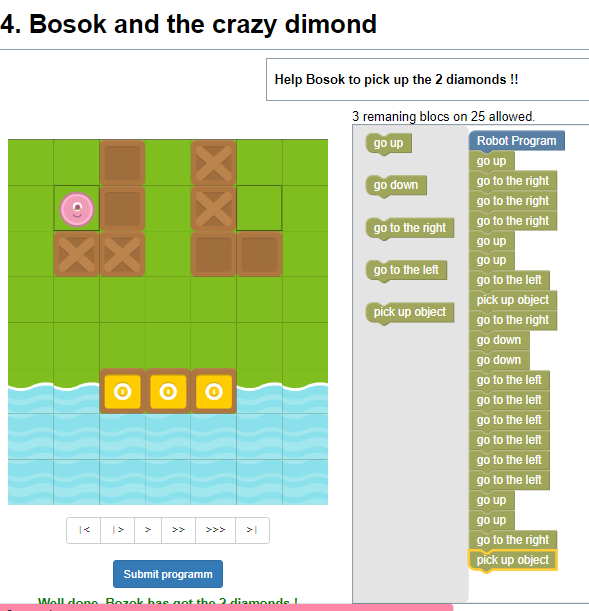 4. Bosok and the crazy dimond
Help Bosok to pick up the 2 diamonds !!
3 remaning blocs on 25 allowed.
go up
go down
go to the right
go to the left
pick up object
Robot Program
go up
go to the right
go to the right
go to the right
go up
go up
go to the left
pick up object
go to the right
go down
go down
go to the left
go to the left
go to the left
go to the left
go to the left
go to the left
go up
go up
go to the right
pick up object
|< |> > >> >>> >|
Submit programm
Well done, Bozok has got the 2 diamonds !